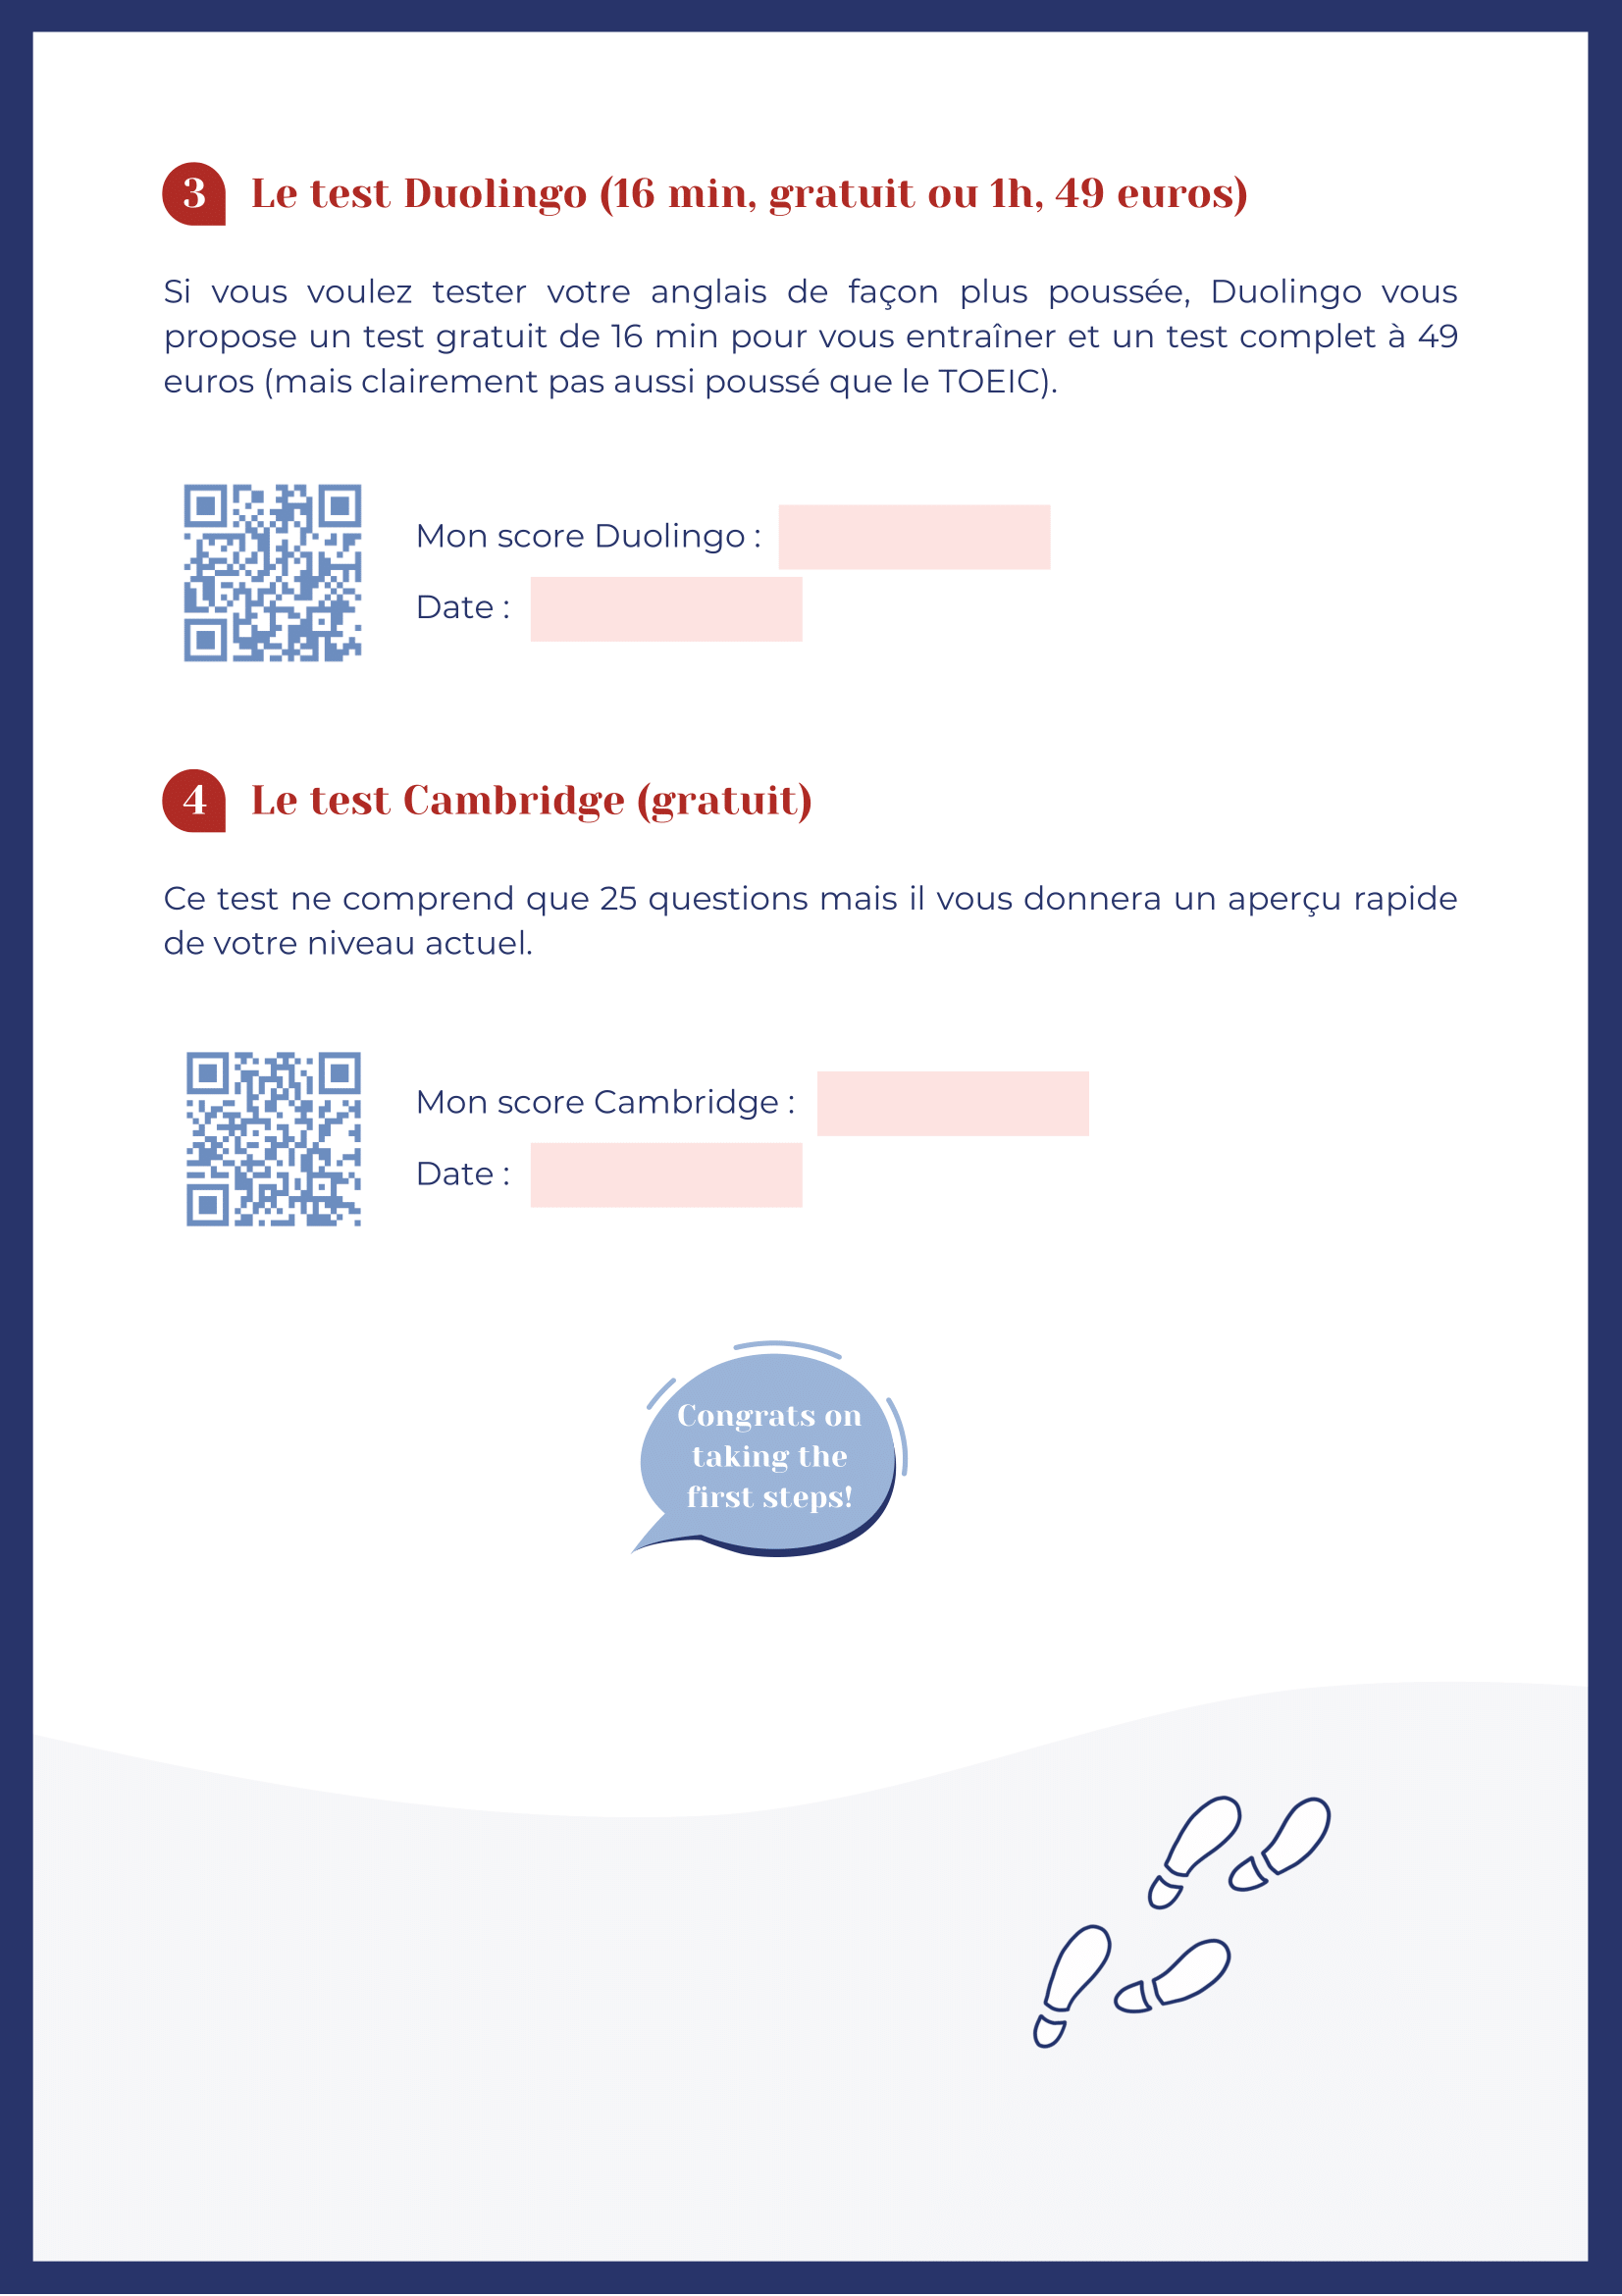 3 Le test Duolingo (16 min, gratuit ou 1h, 49 euros)
Si vous voulez tester votre anglais de façon plus poussée, Duolingo vous
propose un test gratuit de 16 min pour vous entraîner et un test complet à 49
euros (mais clairement pas aussi poussé que le TOEIC).
Mon score Duolingo :
Date :
4 Le test Cambridge (gratuit)
Ce test ne comprend que 25 questions mais il vous donnera un aperçu rapide
de votre niveau actuel.
Mon score Cambridge :
Date :
Congrats on
taking the
first steps!